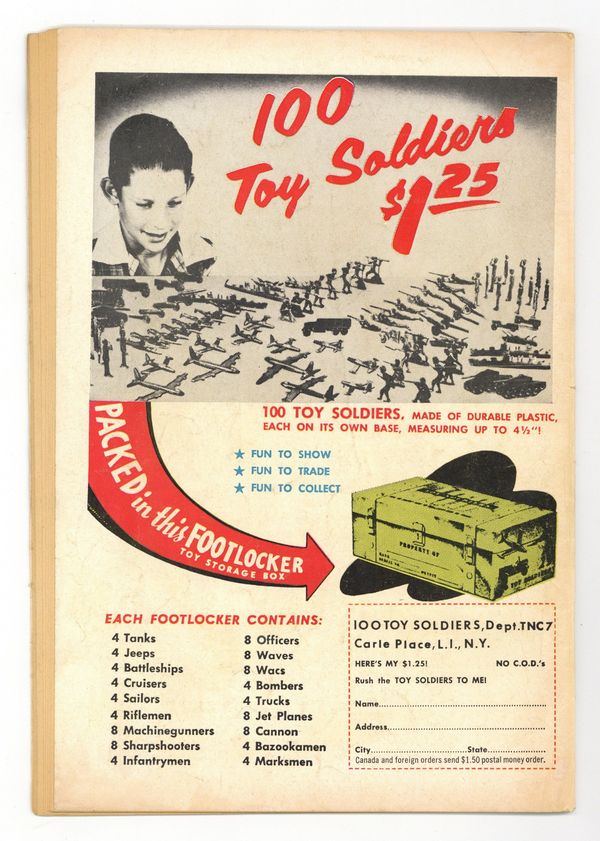 100
Toy Soldiers
$1.25
100 TOY SOLDIERS, MADE OF DURABLE PLASTIC,
EACH ON ITS OWN BASE, MEASURING UP TO 4½"!
★ FUN TO SHOW
★ FUN TO TRADE
★ FUN TO COLLECT
PACKED in this FOOTLOCKER
TOY STORAGE BOX
PROPERTY OF
TOY SOLDIERS
EACH FOOTLOCKER CONTAINS:
4 Tanks
4 Jeeps
4 Battleships
4 Cruisers
4 Sailors
4 Riflemen
8 Machinegunners
8 Sharpshooters
4 Infantrymen
8 Officers
8 Waves
8 Wacs
4 Bombers
4 Trucks
8 Jet Planes
8 Cannon
4 Bazookamen
4 Marksmen
100 TOY SOLDIERS, Dept. TNC7
Carle Place, L.I., N.Y.
HERE'S MY $1.25! NO C.O.D.'s
Rush the TOY SOLDIERS TO ME!
Name
Address
City State
Canada and foreign orders send $1.50 postal money order.